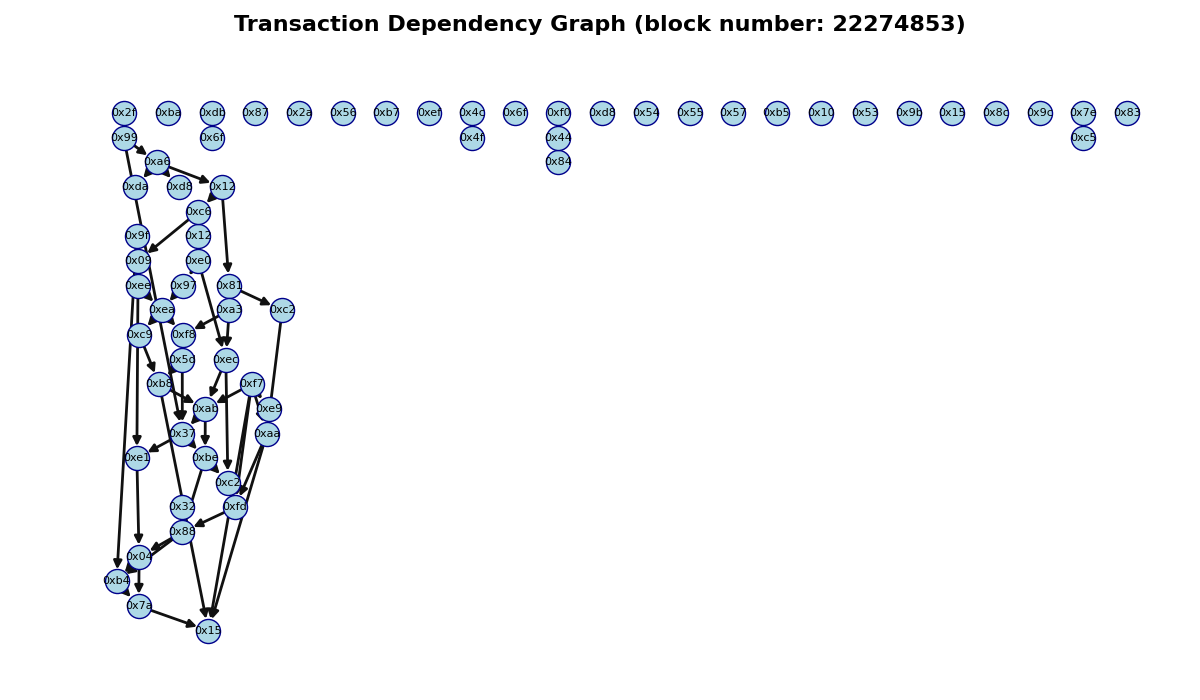 Transaction Dependency Graph (block number: 22274853)
0x2f 0xba 0xdb 0x87 0x2a 0x56 0xb7 0xef 0x4c 0x6f 0xf0 0xd8 0x54 0x55 0x57 0xb5 0x10 0x53 0x9b 0x15 0x8c 0x9c 0x7e 0x83
0x99 0x6f 0x4f 0x44 0xc5
0xa6 0x84
0xda 0xd8 0x12
0xc6
0x9f 0x12
0x09 0xe0
0xee 0x97 0x81
0xea 0xa3 0xc2
0xc9 0xf8
0x5d 0xec
0xb8 0xf7
0xab 0xe9
0x37 0xaa
0xe1 0xbe
0xc2
0x32 0xfd
0x88
0x04
0xb4
0x7a
0x15